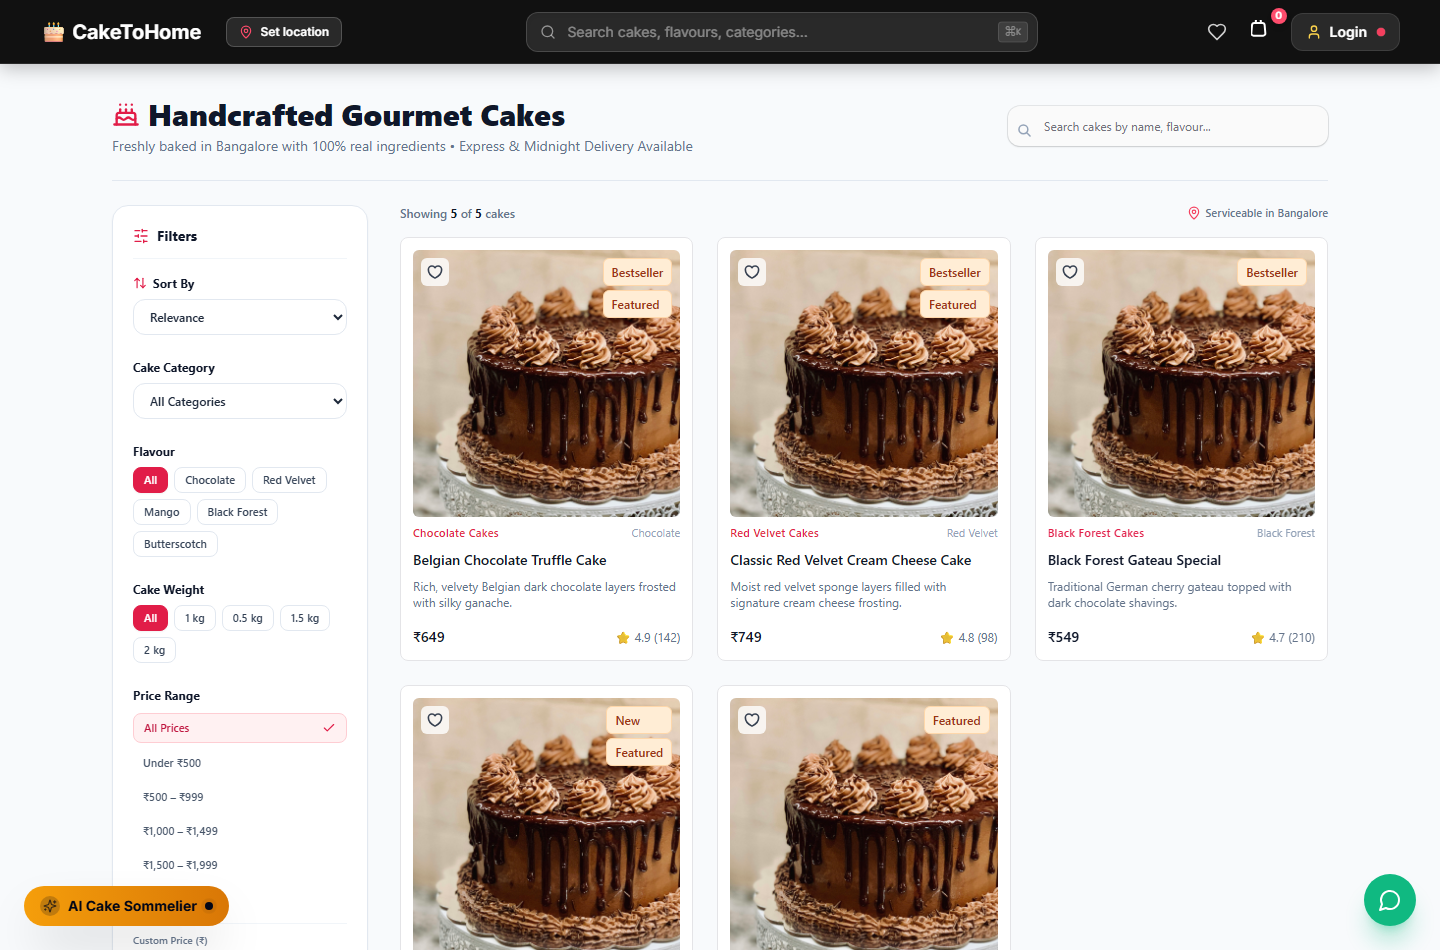 CakeToHome
Set location
Search cakes, flavours, categories...
⌘K
0
Login
Handcrafted Gourmet Cakes
Freshly baked in Bangalore with 100% real ingredients • Express & Midnight Delivery Available
Search cakes by name, flavour...
Filters
Sort By
Relevance
Cake Category
All Categories
Flavour
All
Chocolate
Red Velvet
Mango
Black Forest
Butterscotch
Cake Weight
All
1 kg
0.5 kg
1.5 kg
2 kg
Price Range
All Prices
Under ₹500
₹500 – ₹999
₹1,000 – ₹1,499
₹1,500 – ₹1,999
AI Cake Sommelier
Custom Price (₹)
Showing 5 of 5 cakes
Serviceable in Bangalore
Bestseller
Featured
Chocolate Cakes
Chocolate
Belgian Chocolate Truffle Cake
Rich, velvety Belgian dark chocolate layers frosted
with silky ganache.
₹649
4.9 (142)
Bestseller
Featured
Red Velvet Cakes
Red Velvet
Classic Red Velvet Cream Cheese Cake
Moist red velvet sponge layers filled with
signature cream cheese frosting.
₹749
4.8 (98)
Bestseller
Black Forest Cakes
Black Forest
Black Forest Gateau Special
Traditional German cherry gateau topped with
dark chocolate shavings.
₹549
4.7 (210)
New
Featured
Featured